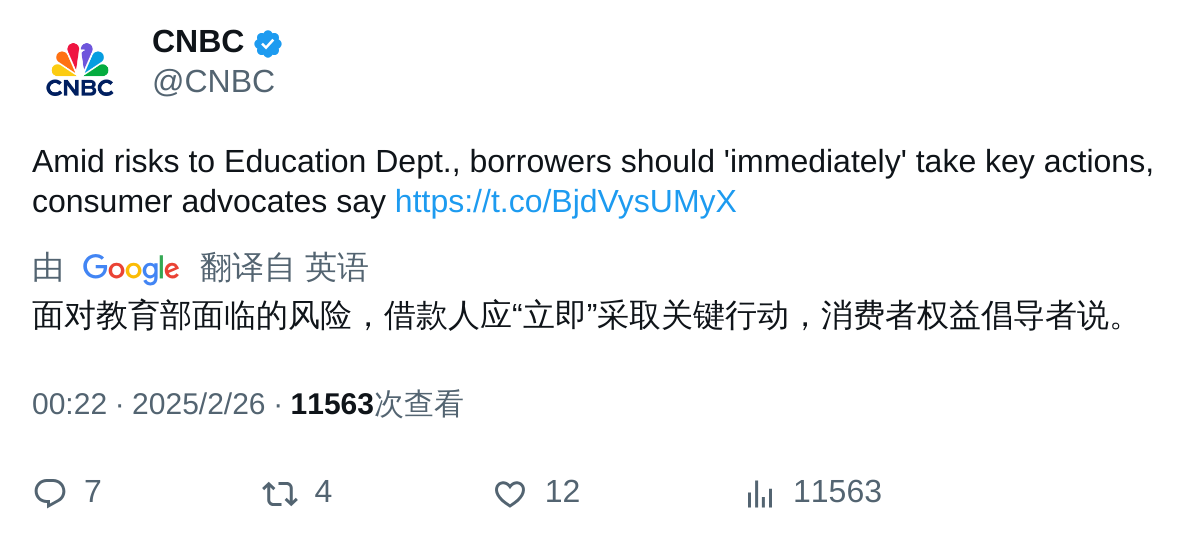 CNBC
CNBC
@CNBC
Amid risks to Education Dept., borrowers should 'immediately' take key actions,
consumer advocates say https://t.co/BjdVysUMyX
由 Google 翻译自 英语
面对教育部面临的风险，借款人应“立即”采取关键行动，消费者权益倡导者说。
00:22 · 2025/2/26 · 11563次查看
7 4 12 11563